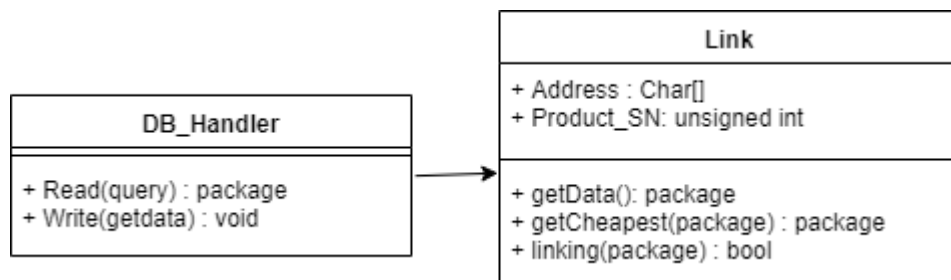 DB_Handler
+ Read(query) : package
+ Write(getdata) : void
Link
+ Address : Char[]
+ Product_SN: unsigned int
+ getData(): package
+ getCheapest(package) : package
+ linking(package) : bool